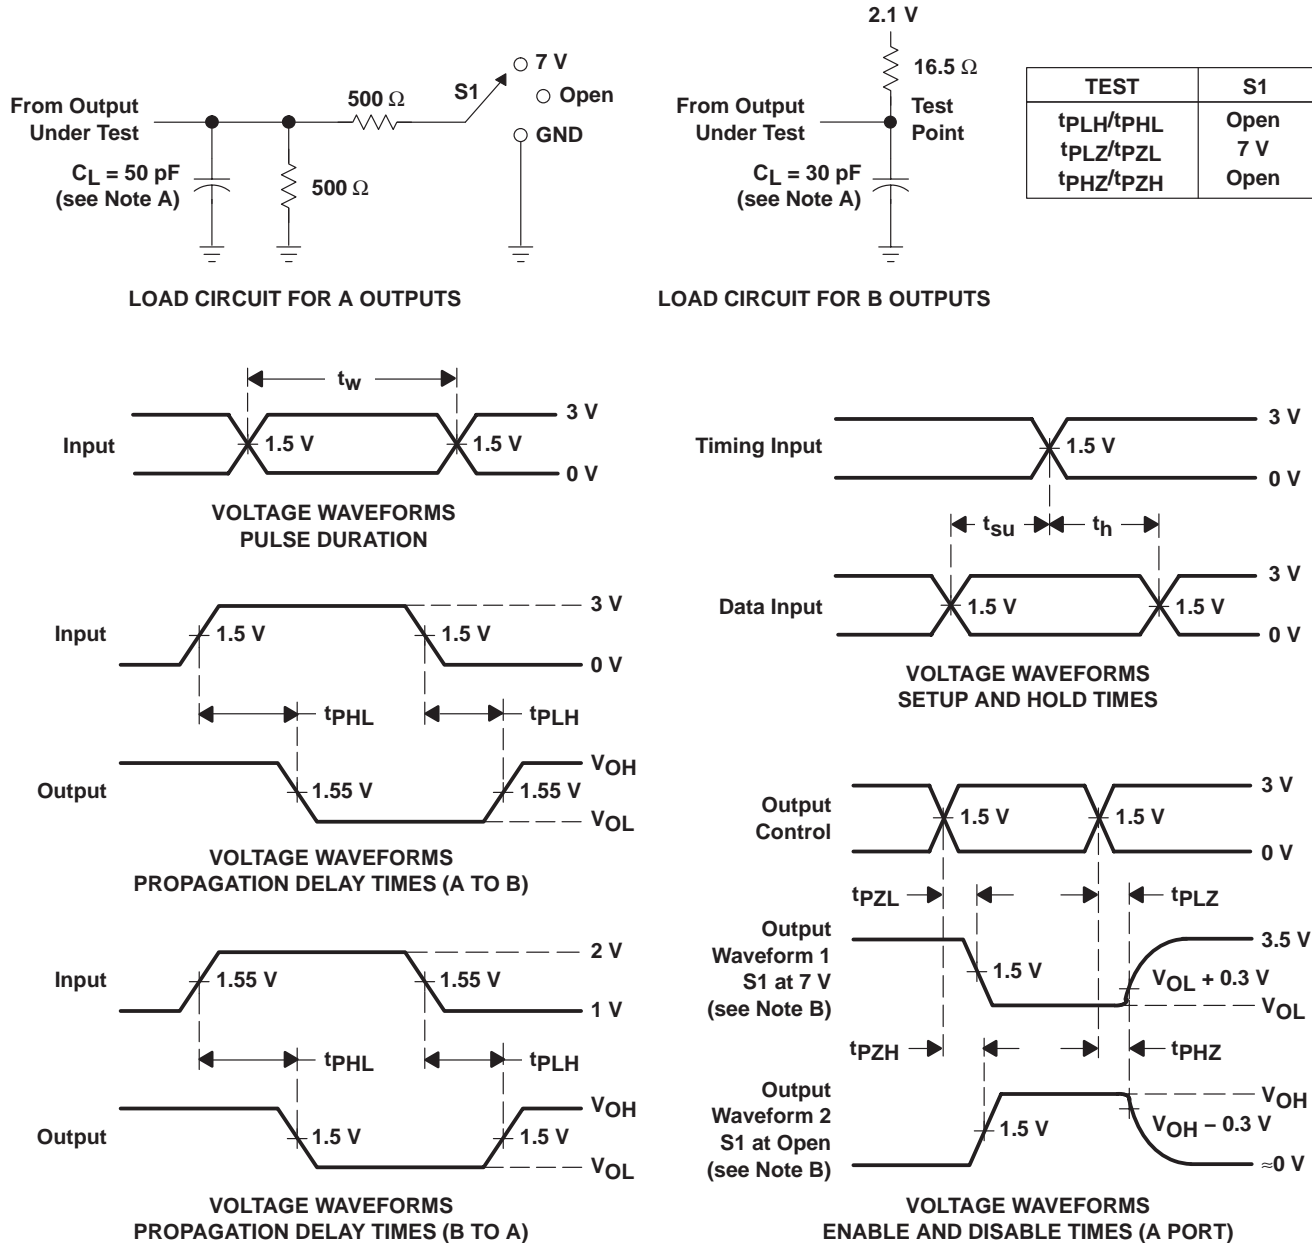 7 V
Open
GND
S1
500 Ω
From Output
Under Test
CL = 50 pF
(see Note A)
500 Ω
LOAD CIRCUIT FOR A OUTPUTS
2.1 V
16.5 Ω
From Output
Under Test
Test
Point
CL = 30 pF
(see Note A)
LOAD CIRCUIT FOR B OUTPUTS
TEST S1
tPLH/tPHL Open
tPLZ/tPZL 7 V
tPHZ/tPZH Open
tw
Input
3 V
1.5 V
1.5 V
0 V
VOLTAGE WAVEFORMS
PULSE DURATION
Timing Input
3 V
1.5 V
0 V
tsu
th
Data Input
3 V
1.5 V
1.5 V
0 V
VOLTAGE WAVEFORMS
SETUP AND HOLD TIMES
Input
3 V
1.5 V
1.5 V
0 V
tPHL
tPLH
Output
VOH
1.55 V
1.55 V
VOL
VOLTAGE WAVEFORMS
PROPAGATION DELAY TIMES (A TO B)
Input
2 V
1.55 V
1.55 V
1 V
tPHL
tPLH
Output
VOH
1.5 V
1.5 V
VOL
VOLTAGE WAVEFORMS
PROPAGATION DELAY TIMES (B TO A)
Output
Control
3 V
1.5 V
1.5 V
0 V
tPZL
tPLZ
Output
Waveform 1
S1 at 7 V
(see Note B)
3.5 V
1.5 V
VOL + 0.3 V
VOL
tPZH
tPHZ
Output
Waveform 2
S1 at Open
(see Note B)
VOH
1.5 V
VOH − 0.3 V
≈0 V
VOLTAGE WAVEFORMS
ENABLE AND DISABLE TIMES (A PORT)